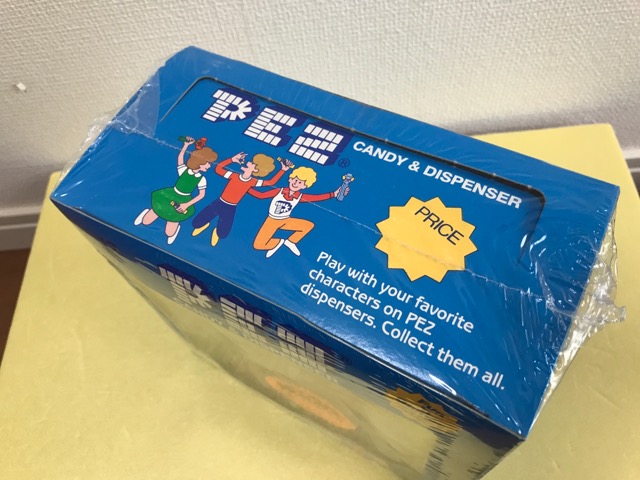 PEZ®
CANDY & DISPENSER
PRICE
Play with your favorite
characters on PEZ
dispensers. Collect them all.